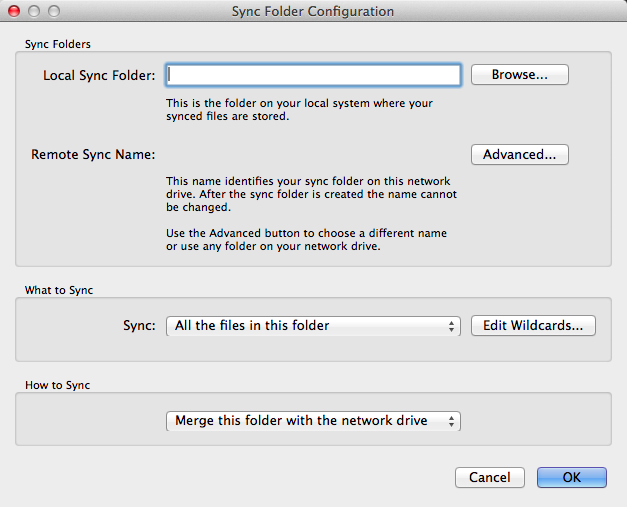 Sync Folder Configuration
Sync Folders
Local Sync Folder:
Browse...
This is the folder on your local system where your
synced files are stored.
Remote Sync Name:
Advanced...
This name identifies your sync folder on this network
drive. After the sync folder is created the name cannot
be changed.
Use the Advanced button to choose a different name
or use any folder on your network drive.
What to Sync
Sync:
All the files in this folder
Edit Wildcards...
How to Sync
Merge this folder with the network drive
Cancel
OK